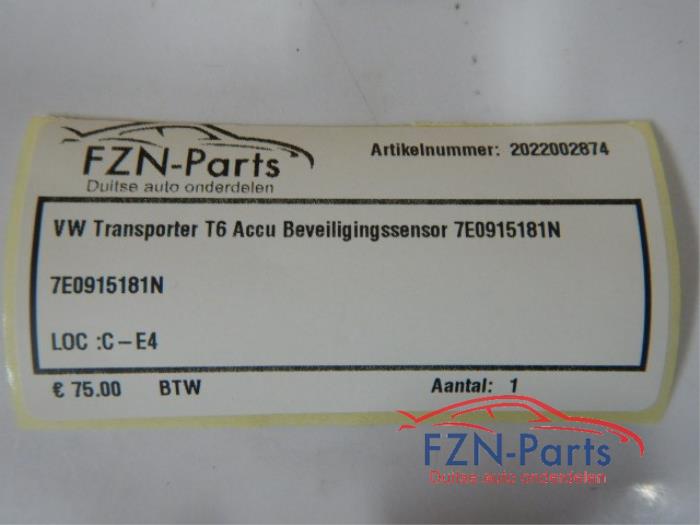 FZN-Parts
Duitse auto onderdelen
Artikelnummer: 2022002874
VW Transporter T6 Accu Beveiligingssensor 7E0915181N
7E0915181N
LOC :C-E4
€ 75.00 BTW Aantal: 1
FZN-Parts
Duitse auto onderdelen